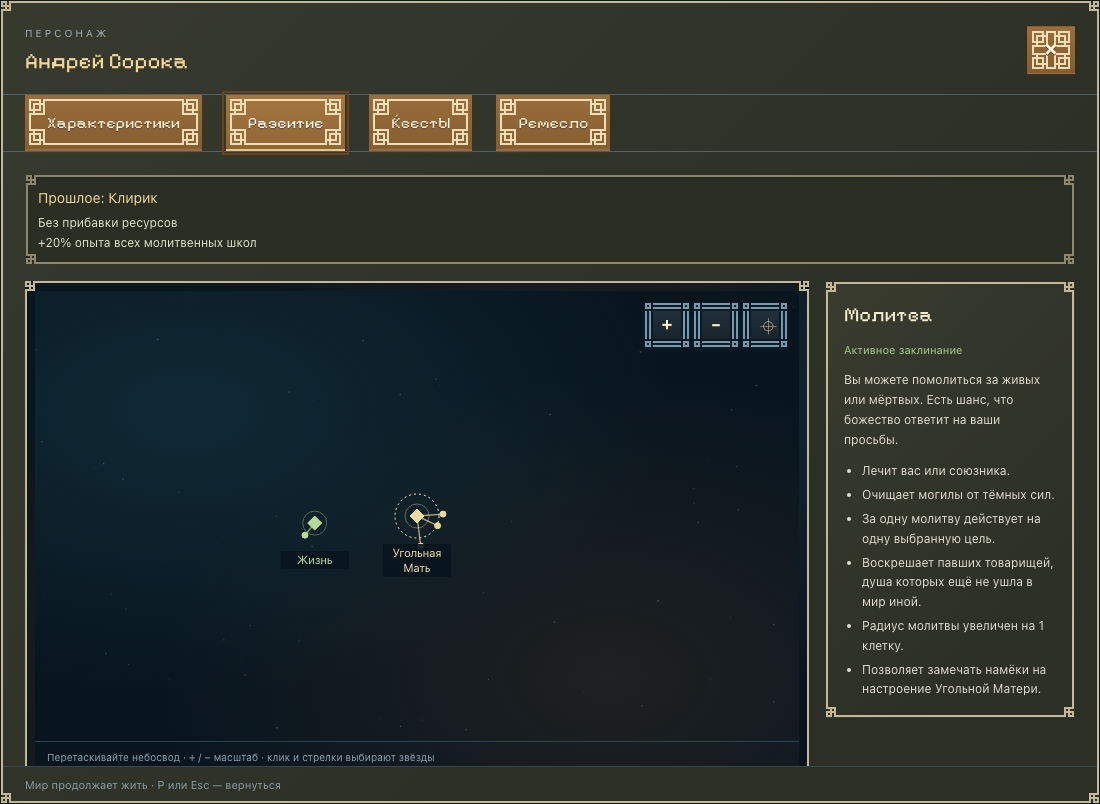 ПЕРСОНАЖ
Андрей Сорока
Характеристики
Развитие
Квесты
Ремесло
Прошлое: Клирик
Без прибавки ресурсов
+20% опыта всех молитвенных школ
+
−
Жизнь
Угольная
Мать
Перетаскивайте небосвод · + / − масштаб · клик и стрелки выбирают звёзды
Молитва
Активное заклинание
Вы можете помолиться за живых
или мёртвых. Есть шанс, что
божество ответит на ваши
просьбы.
• Лечит вас или союзника.
• Очищает могилы от тёмных сил.
• За одну молитву действует на
одну выбранную цель.
• Воскрешает павших товарищей,
душа которых ещё не ушла в
мир иной.
• Радиус молитвы увеличен на 1
клетку.
• Позволяет замечать намёки на
настроение Угольной Матери.
Мир продолжает жить · P или Esc — вернуться